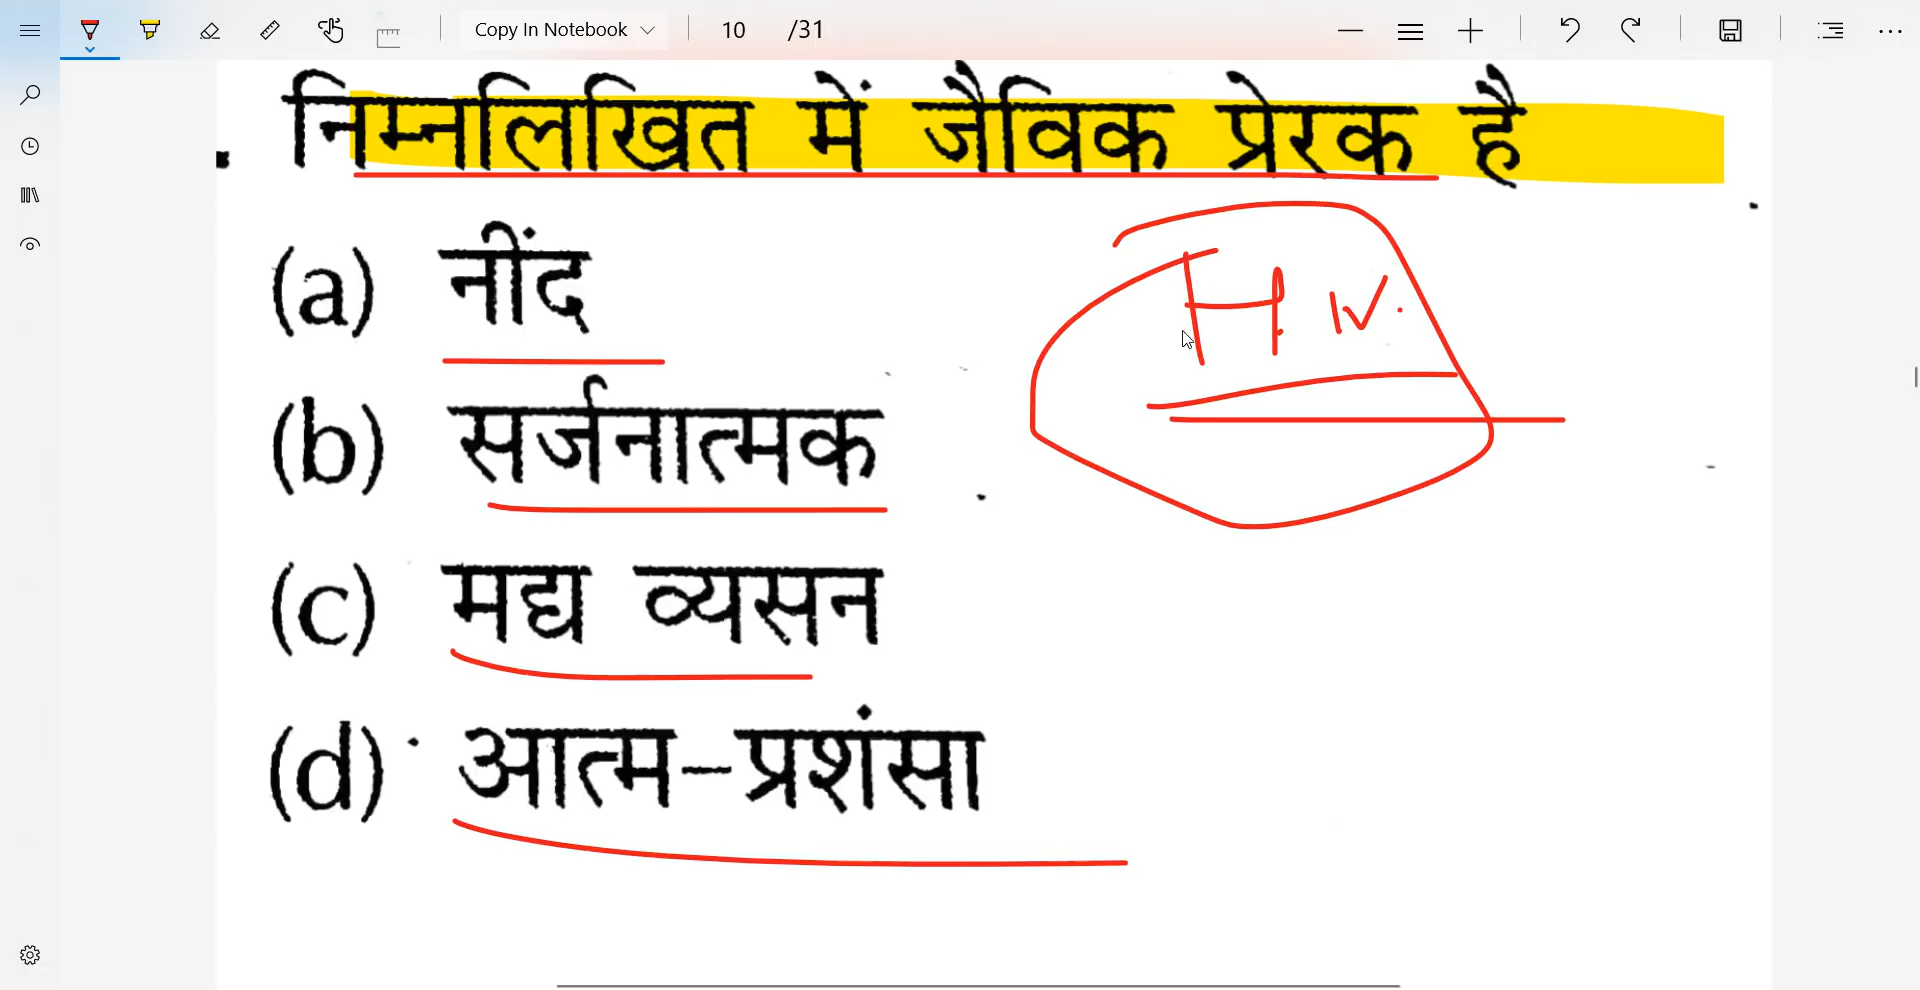 Copy In Notebook 10 /31
निम्नलिखित में जैविक प्रेरक है
(a) नींद
H.w.
(b) सर्जनात्मक
(c) मद्य व्यसन
(d) आत्म-प्रशंसा